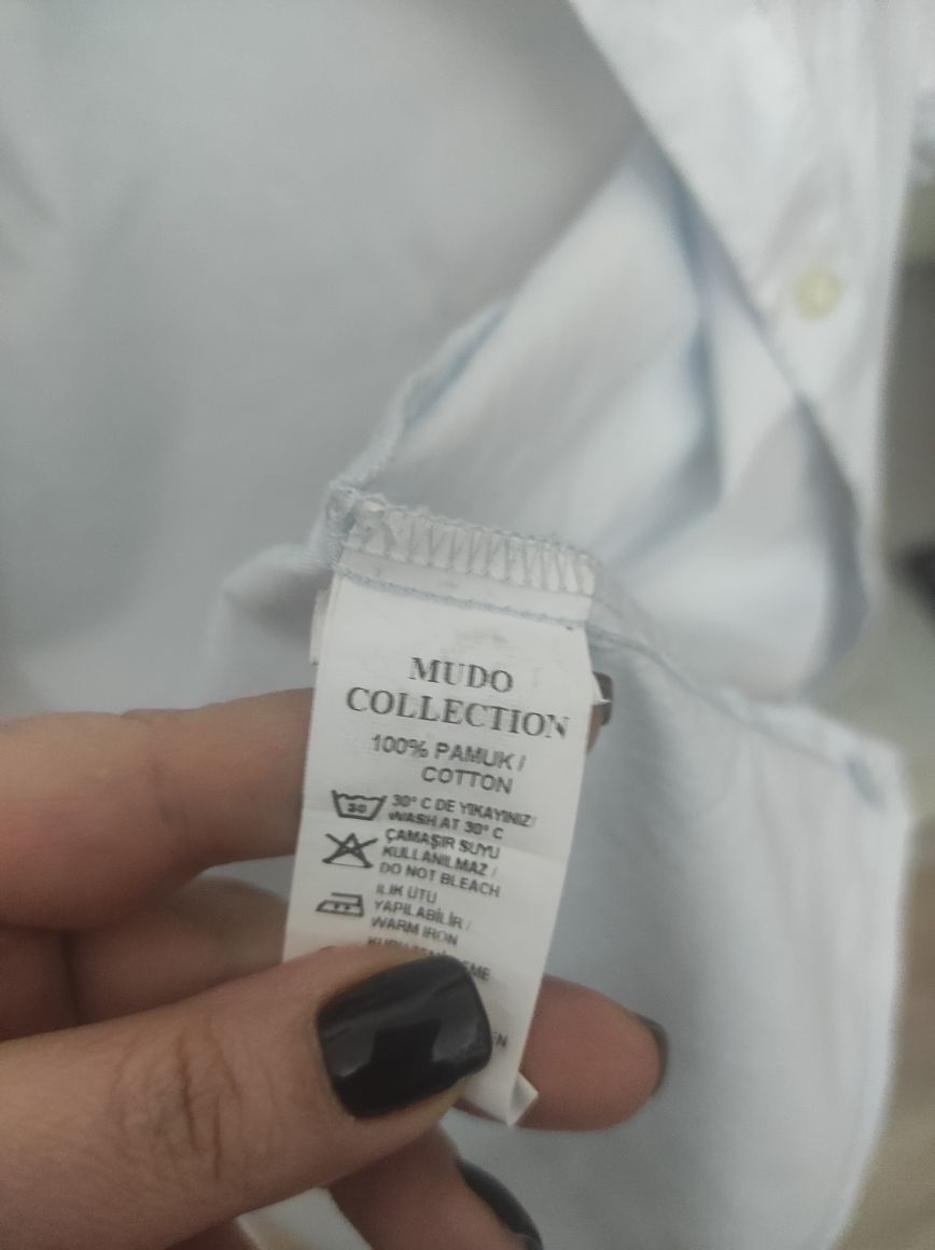 MUDO
COLLECTION
100% PAMUK /
COTTON
30
30° C DE YIKAYINIZ/
WASH AT 30° C
ÇAMAŞIR SUYU
KULLANILMAZ /
DO NOT BLEACH
ILIK ÜTÜ
YAPILABİLİR /
WARM IRON